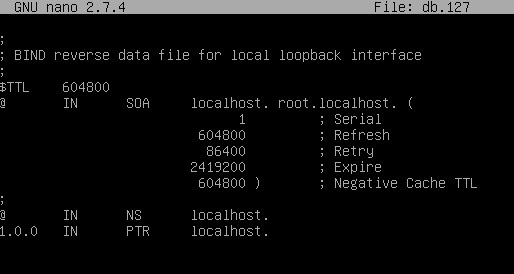 GNU nano 2.7.4 File: db.127
;
; BIND reverse data file for local loopback interface
;
$TTL 604800
@ IN SOA localhost. root.localhost. (
1 ; Serial
604800 ; Refresh
86400 ; Retry
2419200 ; Expire
604800 ) ; Negative Cache TTL
;
@ IN NS localhost.
1.0.0 IN PTR localhost.